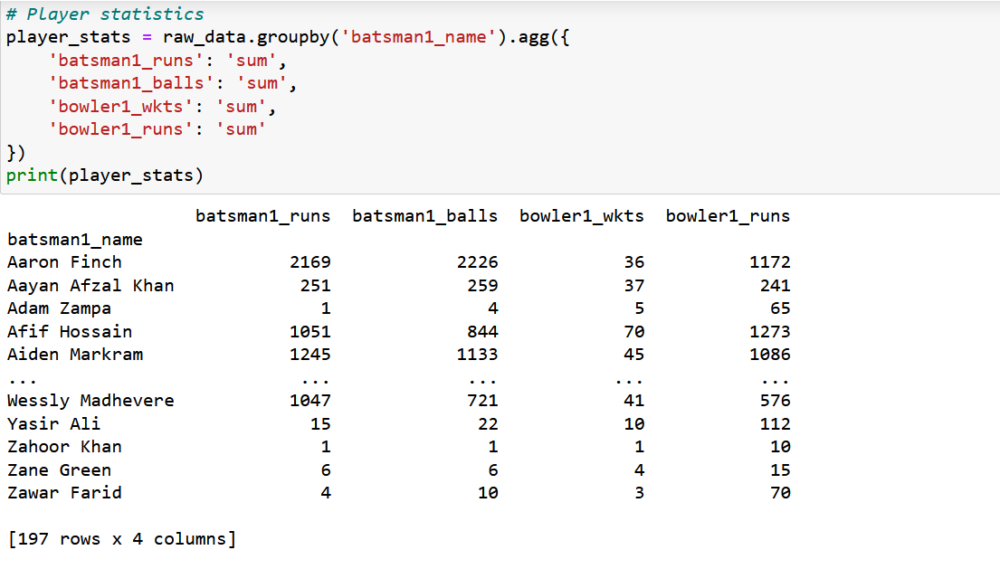 # Player statistics
player_stats = raw_data.groupby('batsman1_name').agg({
    'batsman1_runs': 'sum',
    'batsman1_balls': 'sum',
    'bowler1_wkts': 'sum',
    'bowler1_runs': 'sum'
})
print(player_stats)
                  batsman1_runs  batsman1_balls  bowler1_wkts  bowler1_runs
batsman1_name
Aaron Finch                2169            2226            36          1172
Aayan Afzal Khan            251             259            37           241
Adam Zampa                    1               4             5            65
Afif Hossain               1051             844            70          1273
Aiden Markram              1245            1133            45          1086
...                         ...             ...           ...           ...
Wessly Madhevere           1047             721            41           576
Yasir Ali                    15              22            10           112
Zahoor Khan                   1               1             1            10
Zane Green                    6               6             4            15
Zawar Farid                   4              10             3            70
[197 rows x 4 columns]